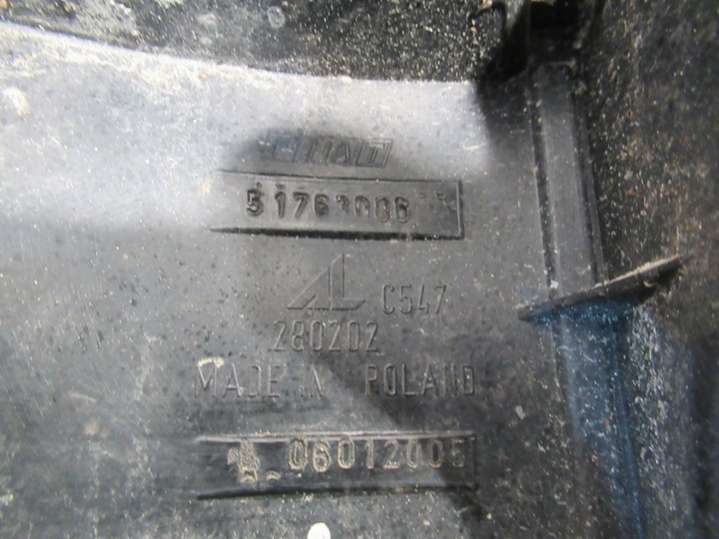 FIAT
C547
280202
MADE IN POLAND
06012005